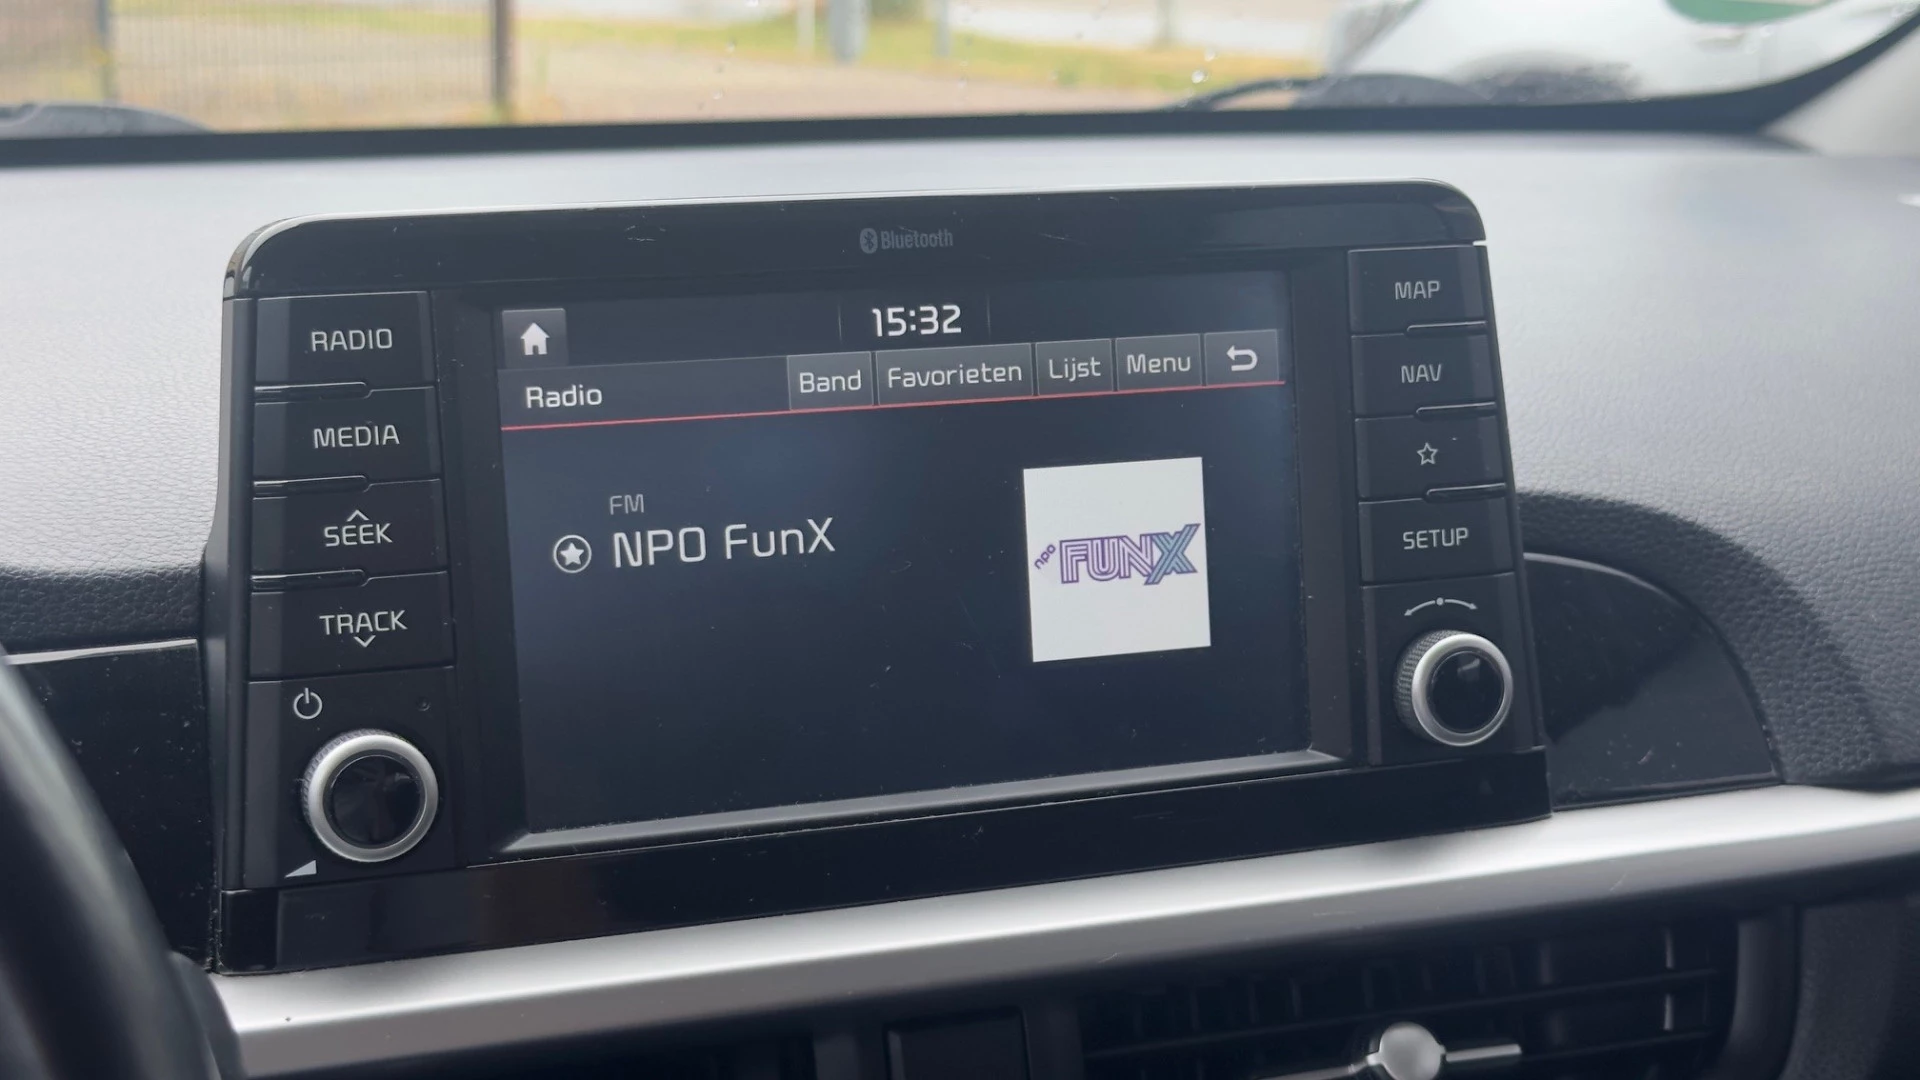 Bluetooth
RADIO
MEDIA
SEEK
TRACK
15:32
Radio
Band
Favorieten
Lijst
Menu
FM
NPO FunX
npo FUNX
MAP
NAV
SETUP